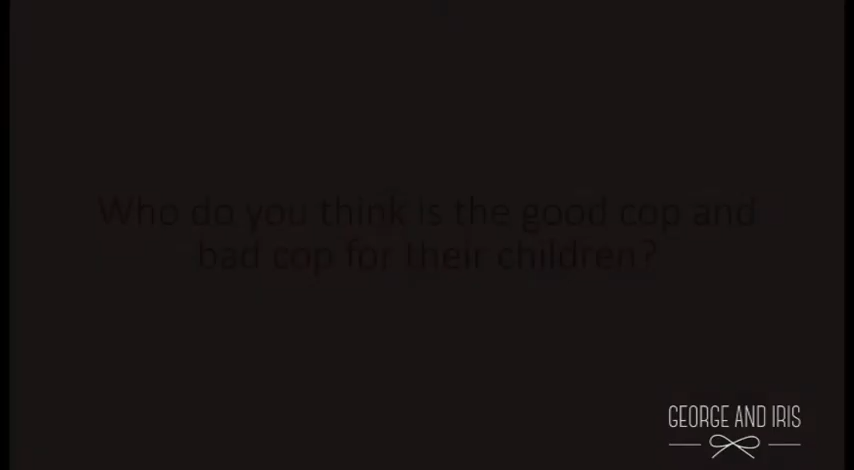 Who do you think is the good cop and
bad cop for their children?
GEORGE AND IRIS